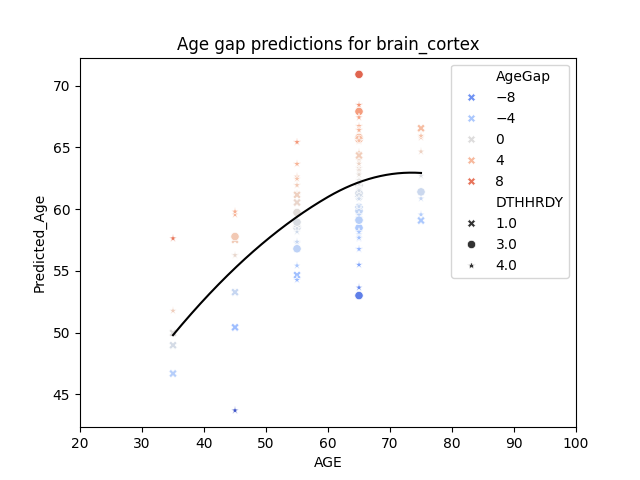 Age gap predictions for brain_cortex
Predicted_Age
70
65
60
55
50
45
20 30 40 50 60 70 80 90 100
AGE
AgeGap
−8
−4
0
4
8
DTHHRDY
1.0
3.0
4.0